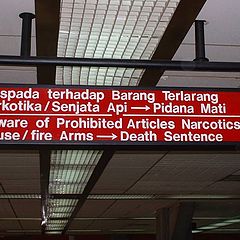 spada terhadap Barang Terlarang
rkotika/Senjata Api → Pidana Mati
ware of Prohibited Articles Narcotics
use/fire Arms → Death Sentence